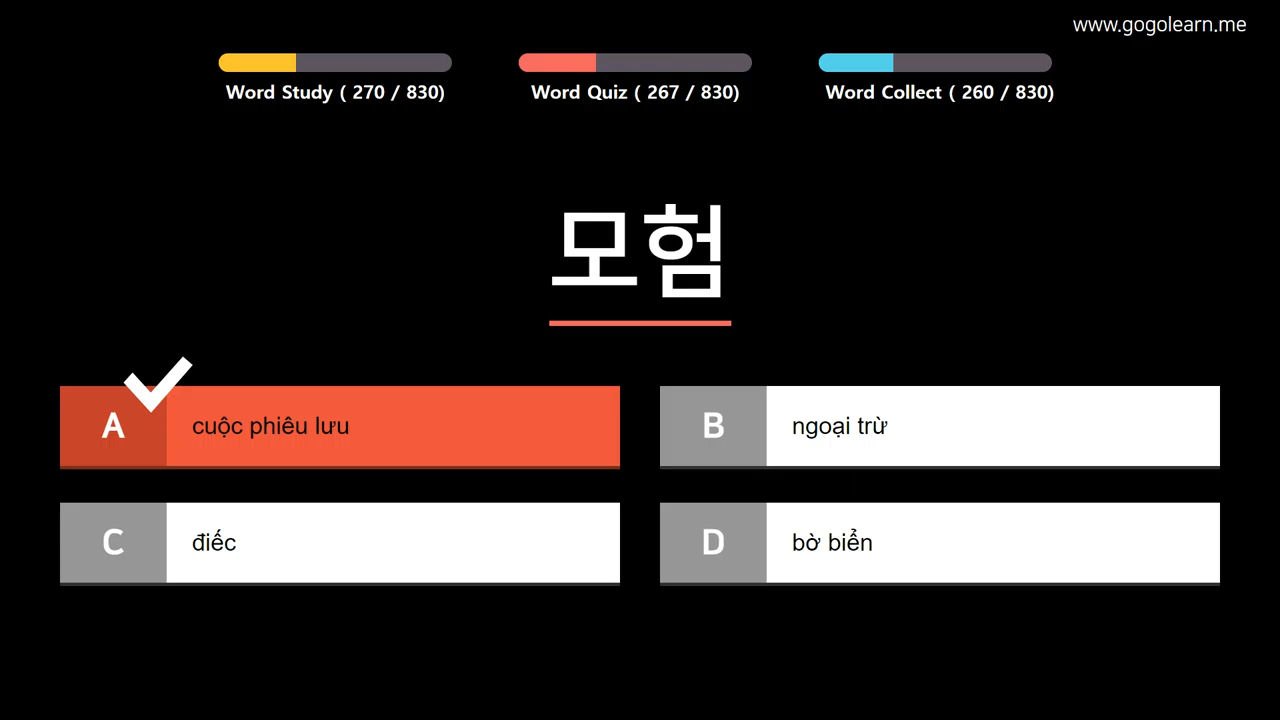 www.gogolearn.me
Word Study ( 270 / 830)
Word Quiz ( 267 / 830)
Word Collect ( 260 / 830)
모험
A cuộc phiêu lưu
B ngoại trừ
C điếc
D bờ biển